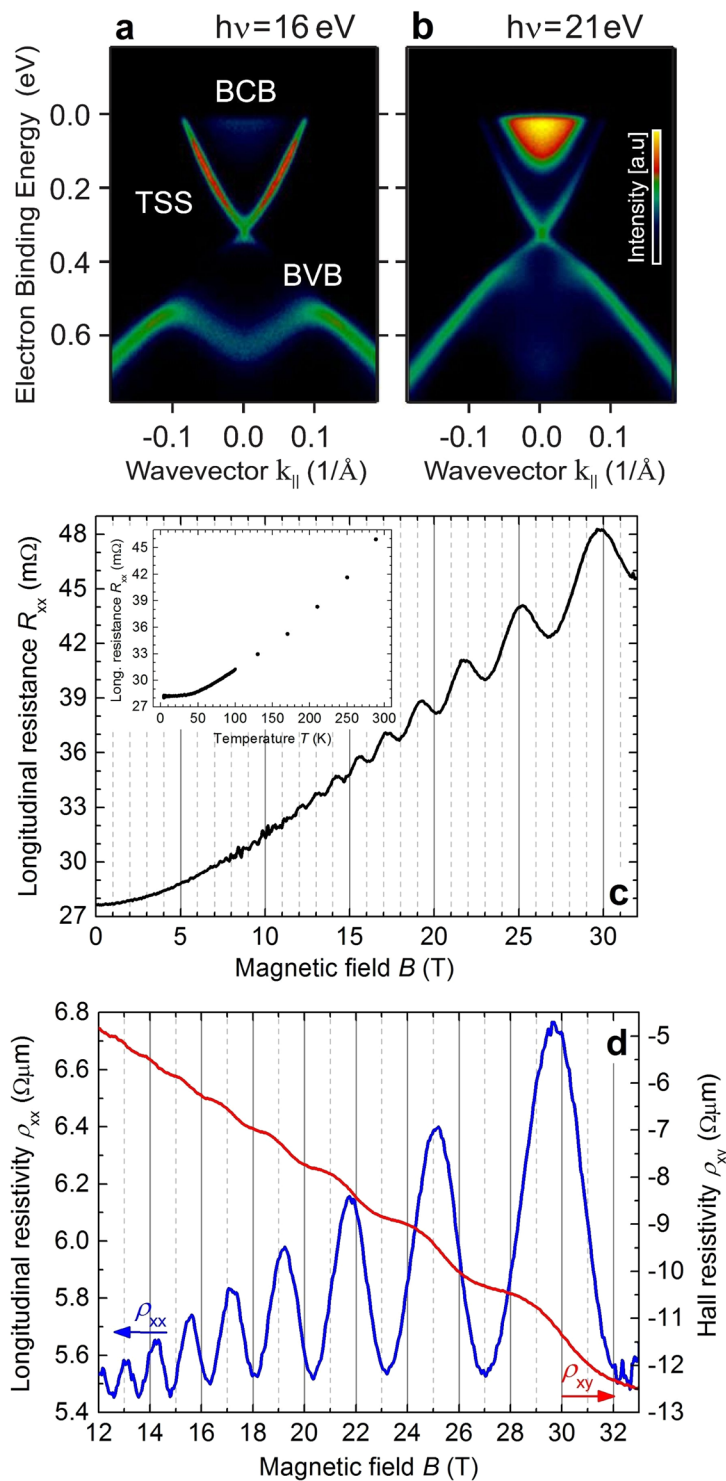 a hν=16 eV b hν=21eV
Electron Binding Energy (eV)
0.0
0.2
0.4
0.6
BCB
TSS
BVB
Intensity [a.u]
-0.1 0.0 0.1 -0.1 0.0 0.1
Wavevector k|| (1/Å) Wavevector k|| (1/Å)
Longitudinal resistance Rxx (mΩ)
48
45
42
39
36
33
30
27
Long. resistance Rxx (mΩ)
45
42
39
36
33
30
27
0 50 100 150 200 250 300
Temperature T (K)
c
0 5 10 15 20 25 30
Magnetic field B (T)
Longitudinal resistivity ρxx (Ωμm)
6.8
6.6
6.4
6.2
6.0
5.8
5.6
5.4
d
ρxx
ρxy
-5
-6
-7
-8
-9
-10
-11
-12
-13
Hall resistivity ρxy (Ωμm)
12 14 16 18 20 22 24 26 28 30 32
Magnetic field B (T)